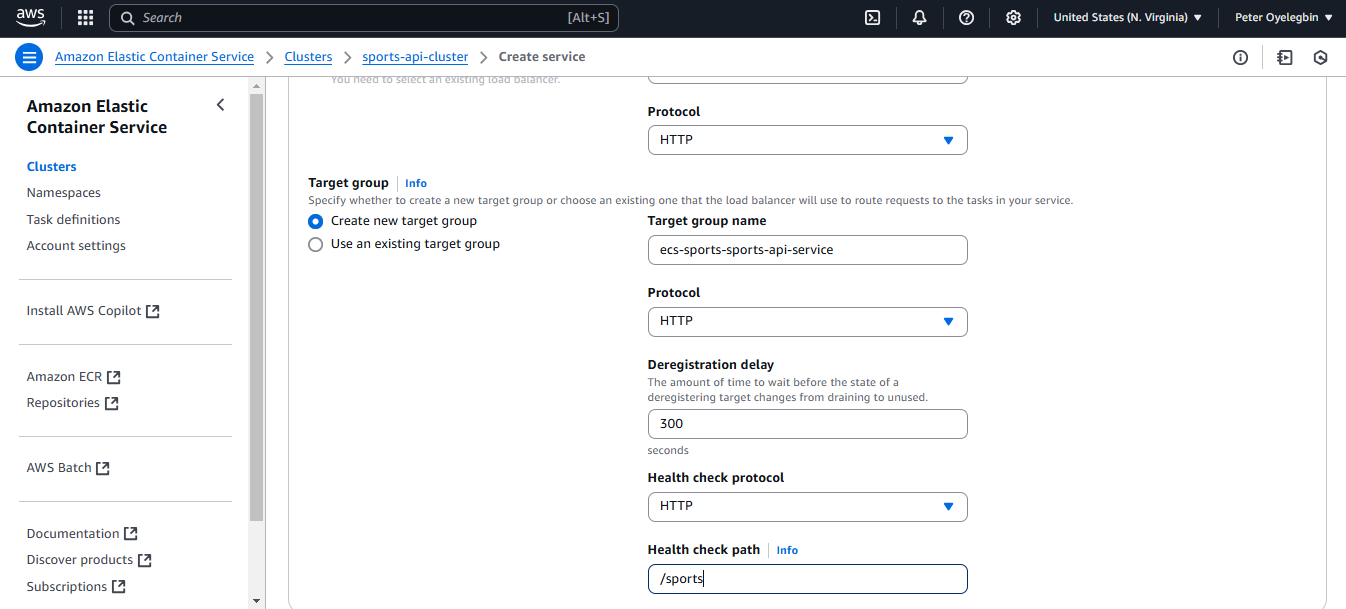 aws
Search [Alt+S]
United States (N. Virginia)
Peter Oyelegbin
Amazon Elastic Container Service
Clusters
sports-api-cluster
Create service
Amazon Elastic
Container Service
Clusters
Namespaces
Task definitions
Account settings
Install AWS Copilot
Amazon ECR
Repositories
AWS Batch
Documentation
Discover products
Subscriptions
You need to select an existing load balancer.
Protocol
HTTP
Target group Info
Specify whether to create a new target group or choose an existing one that the load balancer will use to route requests to the tasks in your service.
Create new target group
Use an existing target group
Target group name
ecs-sports-sports-api-service
Protocol
HTTP
Deregistration delay
The amount of time to wait before the state of a
deregistering target changes from draining to unused.
300
seconds
Health check protocol
HTTP
Health check path Info
/sports